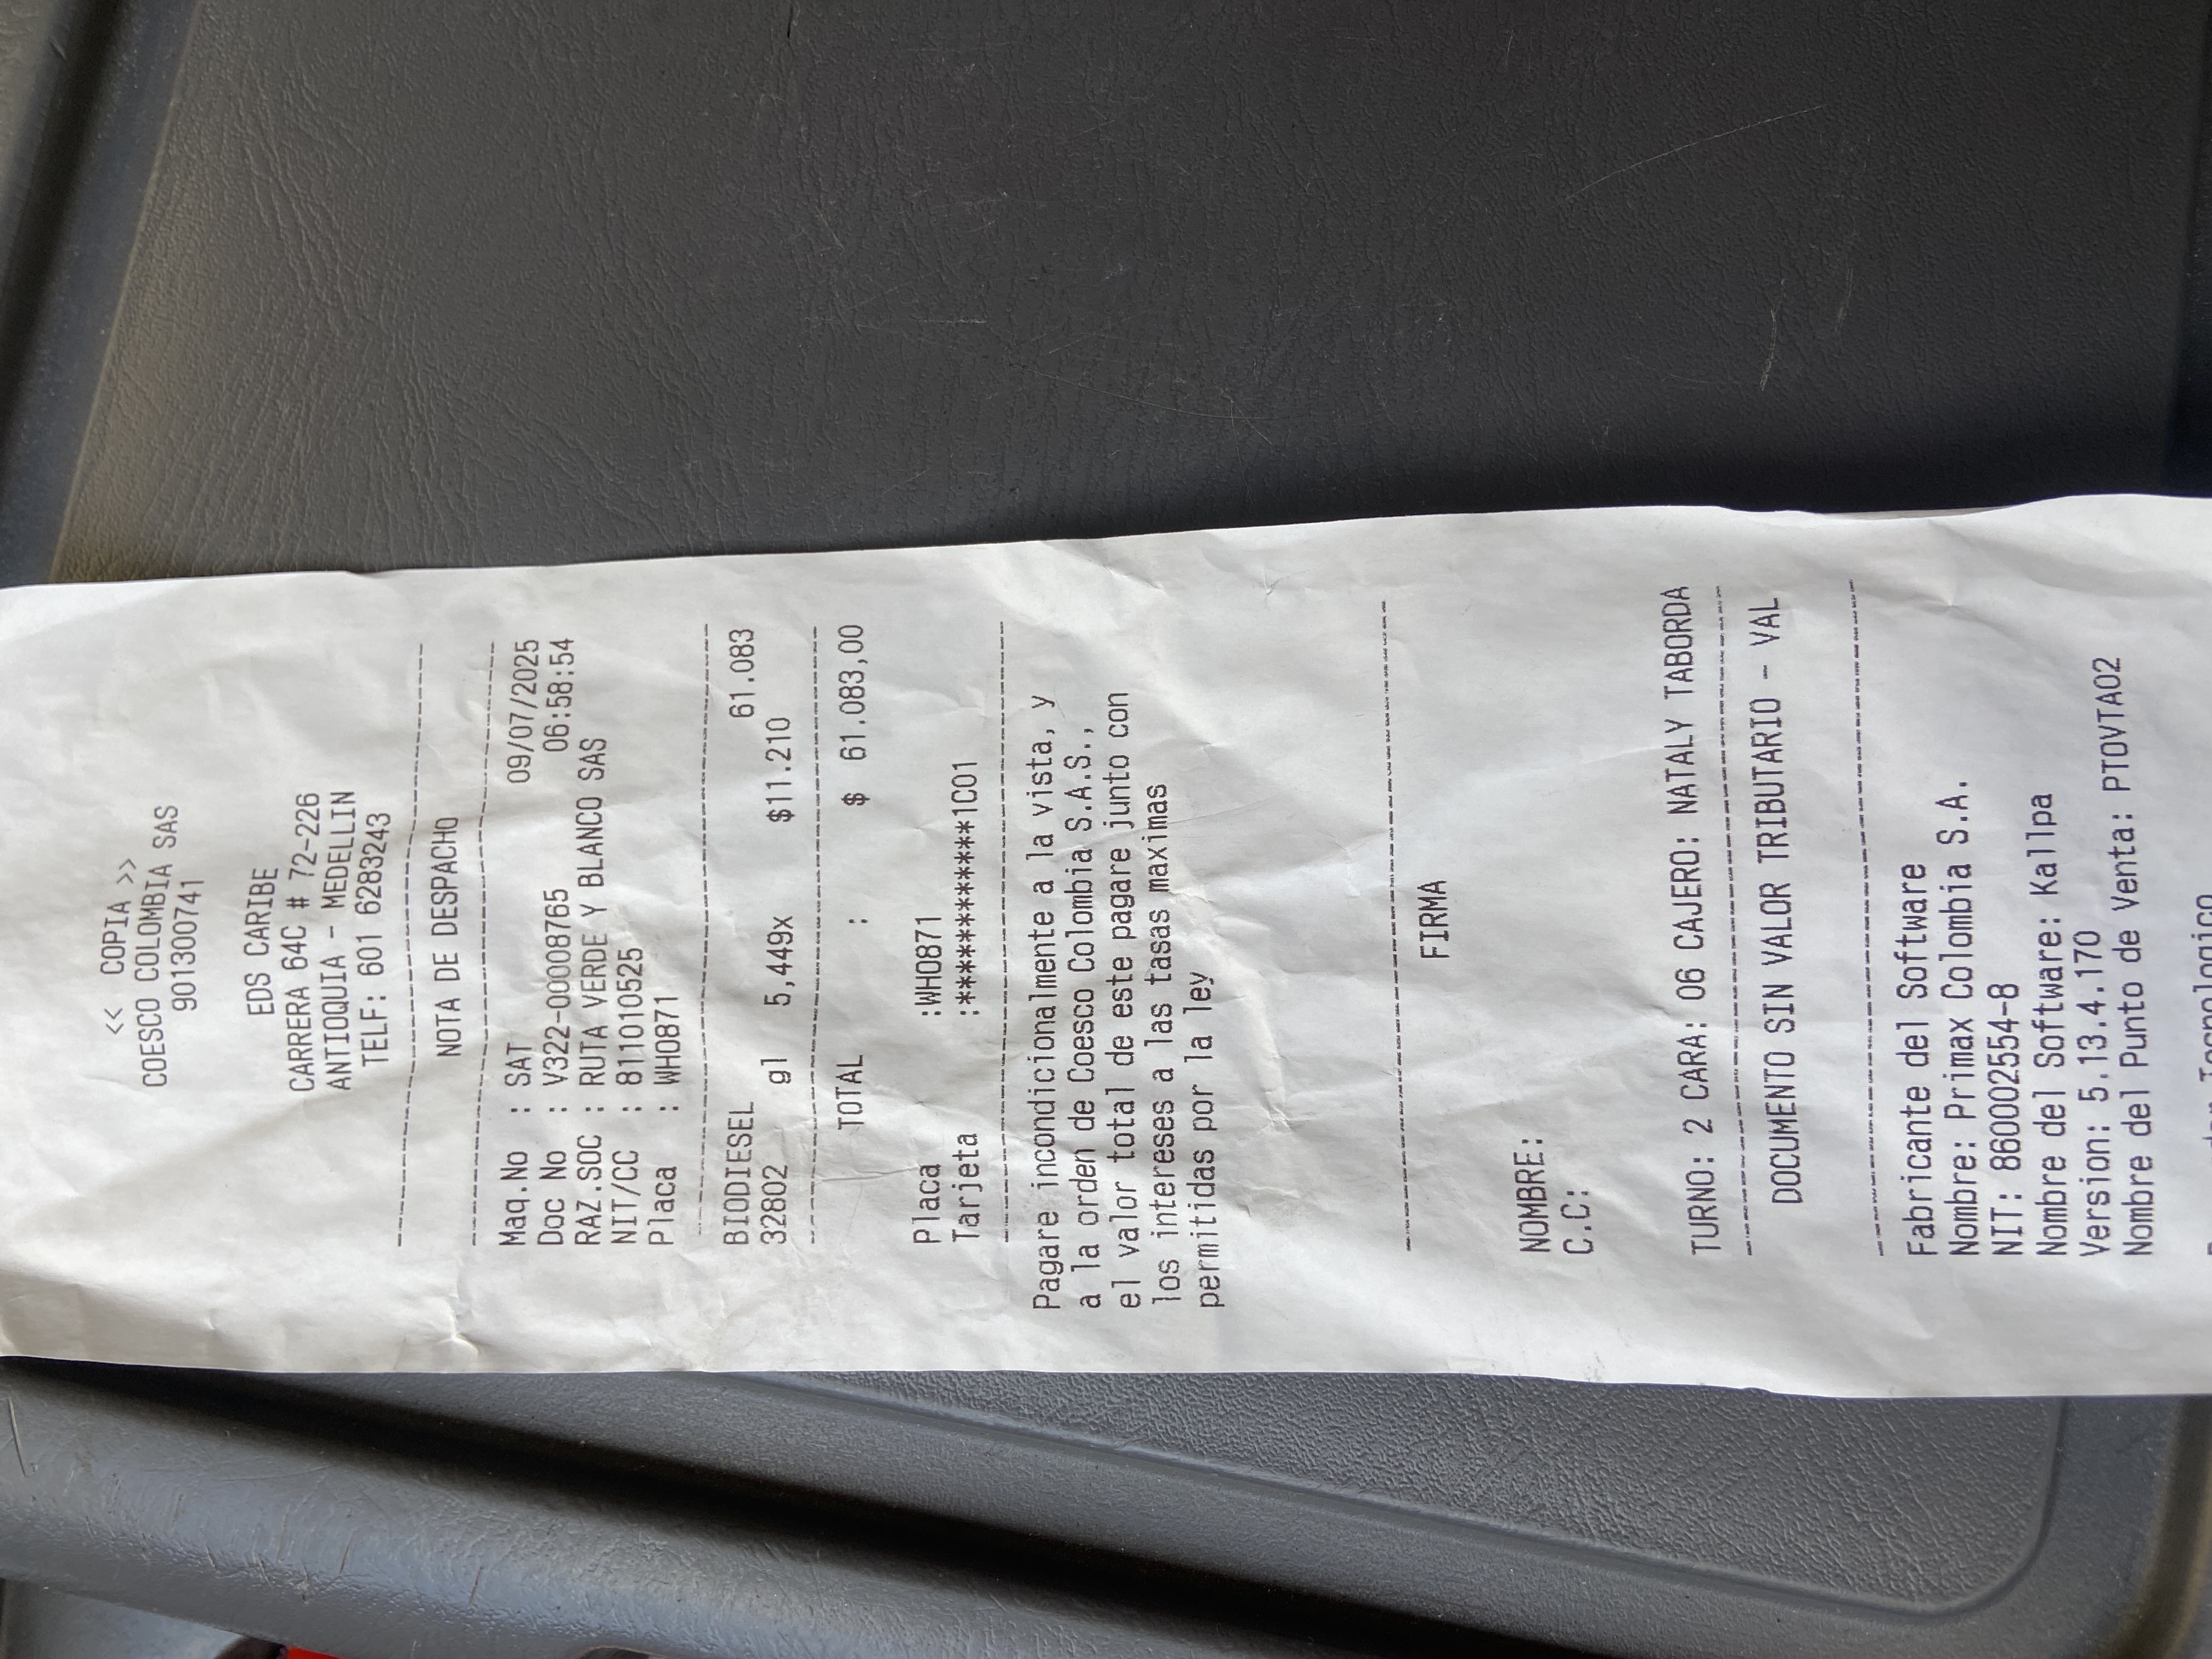 << COPIA >>
COESCO COLOMBIA SAS
901300741
EDS CARIBE
CARRERA 64C # 72-226
ANTIOQUIA - MEDELLIN
TELF: 601 6283243
NOTA DE DESPACHO
Maq.No : SAT 09/07/2025
Doc No : V322-00008765 06:58:54
RAZ.SOC : RUTA VERDE Y BLANCO SAS
NIT/CC : 811010525
Placa : WHO871
BIODIESEL 61.083
32802 gl 5,449x $11.210
TOTAL : $ 61.083,00
Placa :WHO871
Tarjeta :*************1C01
Pagare incondicionalmente a la vista, y
a la orden de Coesco Colombia S.A.S.,
el valor total de este pagare junto con
los intereses a las tasas maximas
permitidas por la ley
FIRMA
NOMBRE:
C.C:
TURNO: 2 CARA: 06 CAJERO: NATALY TABORDA
DOCUMENTO SIN VALOR TRIBUTARIO - VAL
Fabricante del Software
Nombre: Primax Colombia S.A.
NIT: 860002554-8
Nombre del Software: Kallpa
Version: 5.13.4.170
Nombre del Punto de Venta: PTOVTA02
Tecnologico